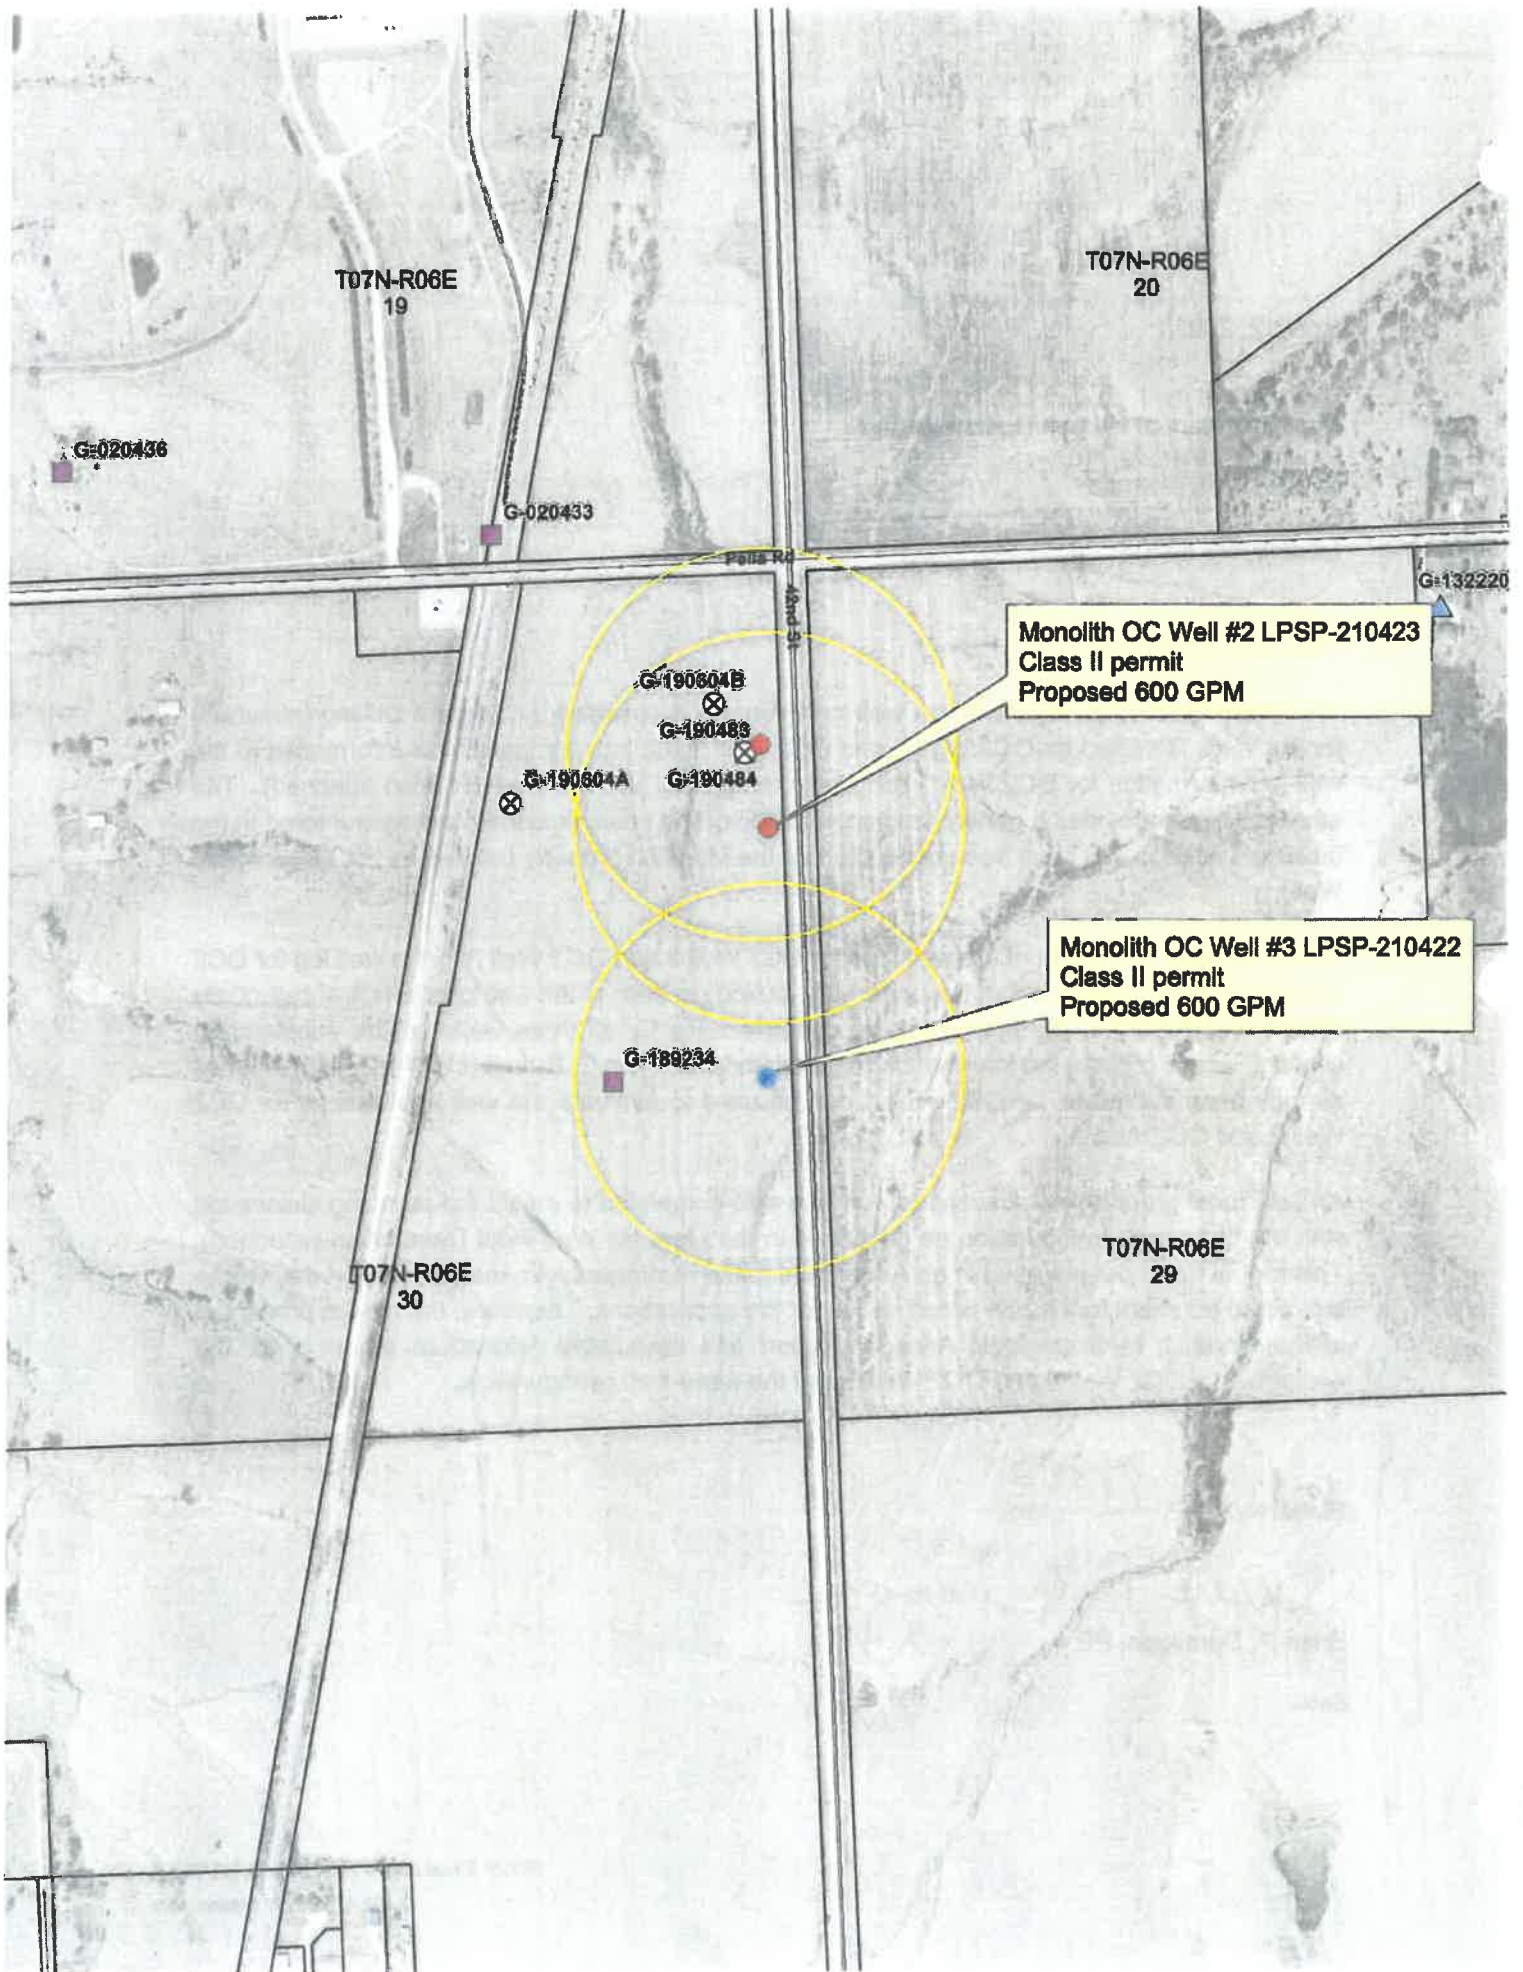 T07N-R06E
19
T07N-R06E
20
G-020436
G-020433
Pella Rd
42nd St
G-132220
Monolith OC Well #2 LPSP-210423
Class II permit
Proposed 600 GPM
G-190604B
G-190483
G-190604A
G-190484
Monolith OC Well #3 LPSP-210422
Class II permit
Proposed 600 GPM
G-189234
T07N-R06E
29
T07N-R06E
30